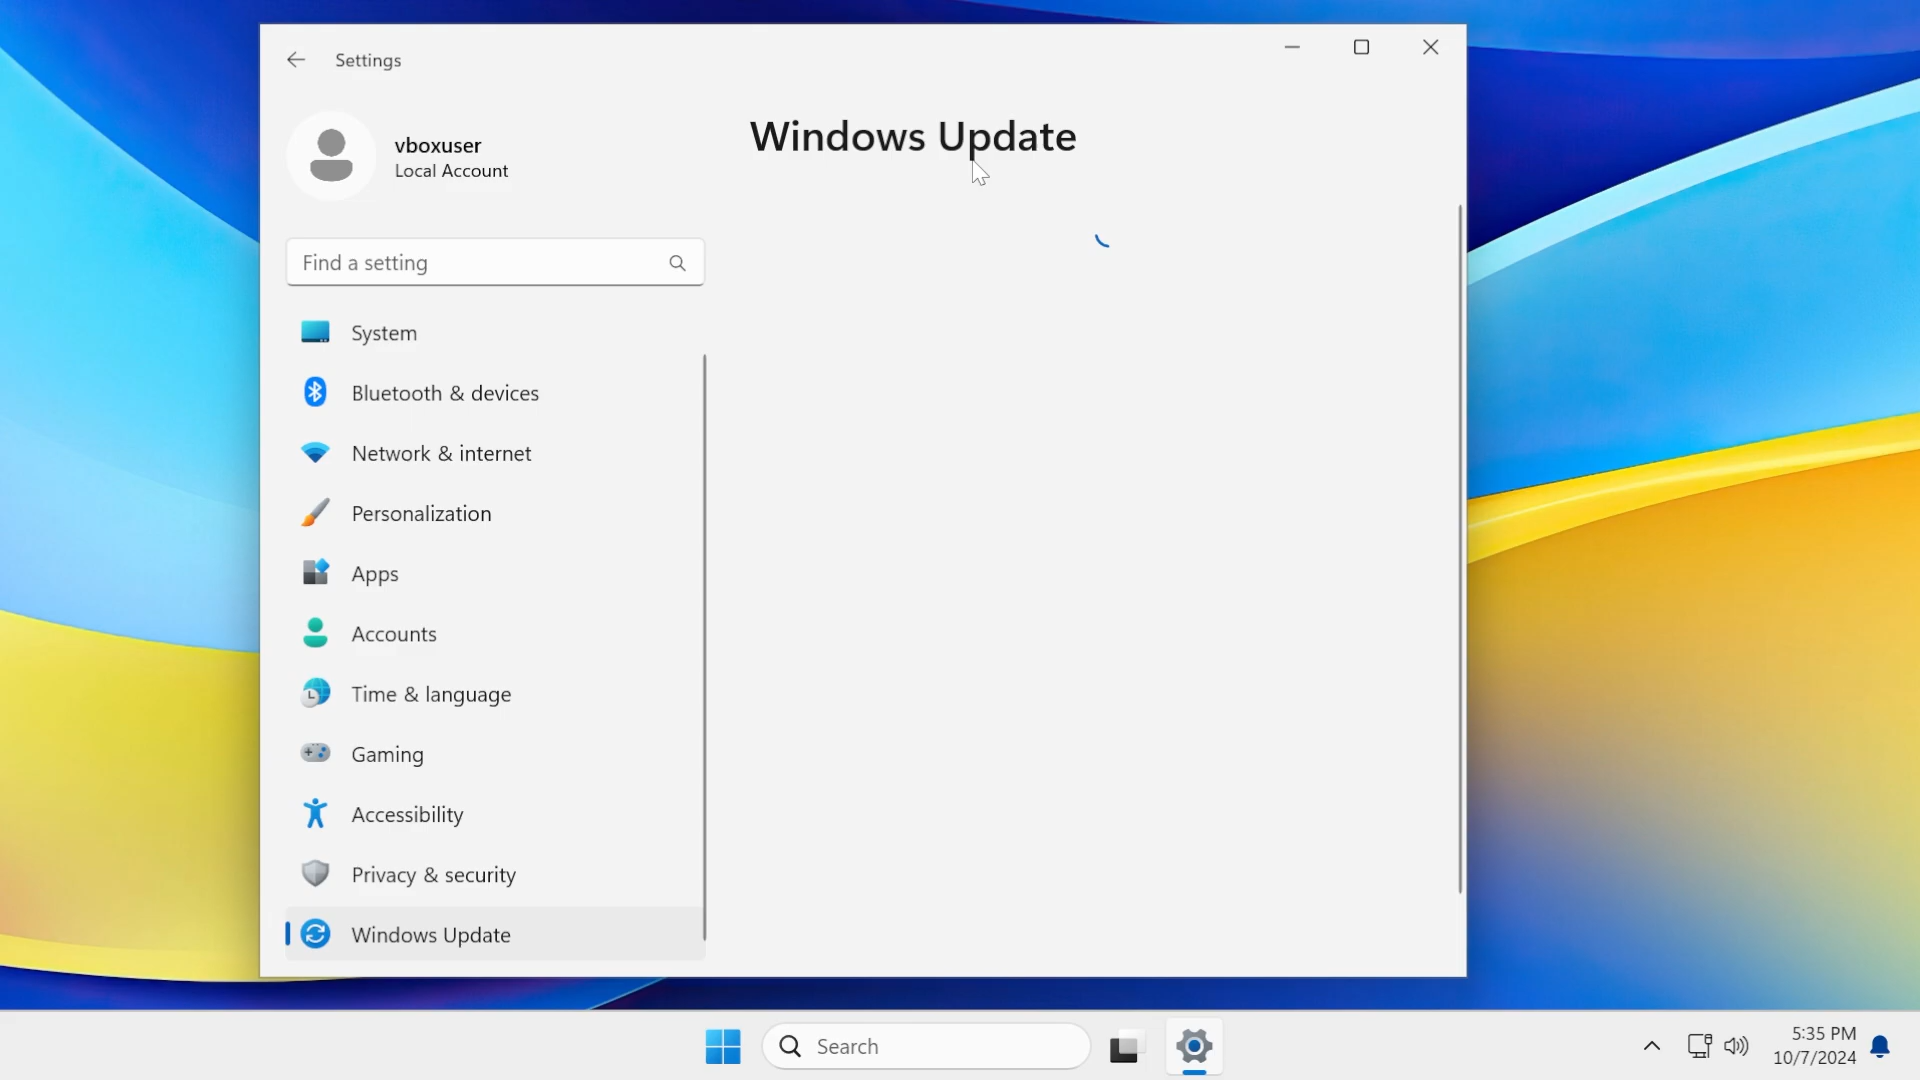 Settings
vboxuser
Local Account
Windows Update
Find a setting
System
Bluetooth & devices
Network & internet
Personalization
Apps
Accounts
Time & language
Gaming
Accessibility
Privacy & security
Windows Update
Search
5:35 PM
10/7/2024